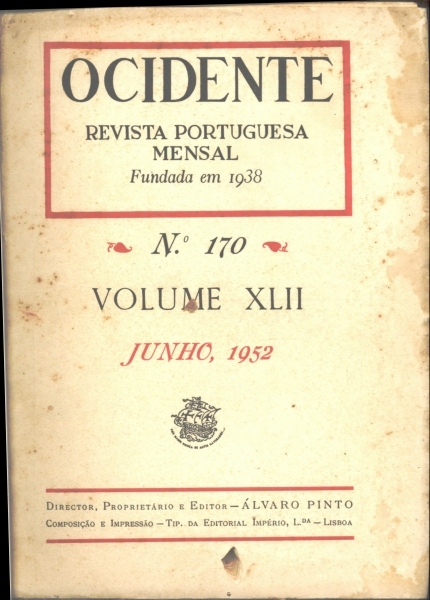 OCIDENTE
REVISTA PORTUGUESA
MENSAL
Fundada em 1938
N.º 170
VOLUME XLII
JUNHO, 1952
DIRECTOR, PROPRIETÁRIO E EDITOR — ÁLVARO PINTO
COMPOSIÇÃO E IMPRESSÃO — TIP. DA EDITORIAL IMPÉRIO, L.DA — LISBOA